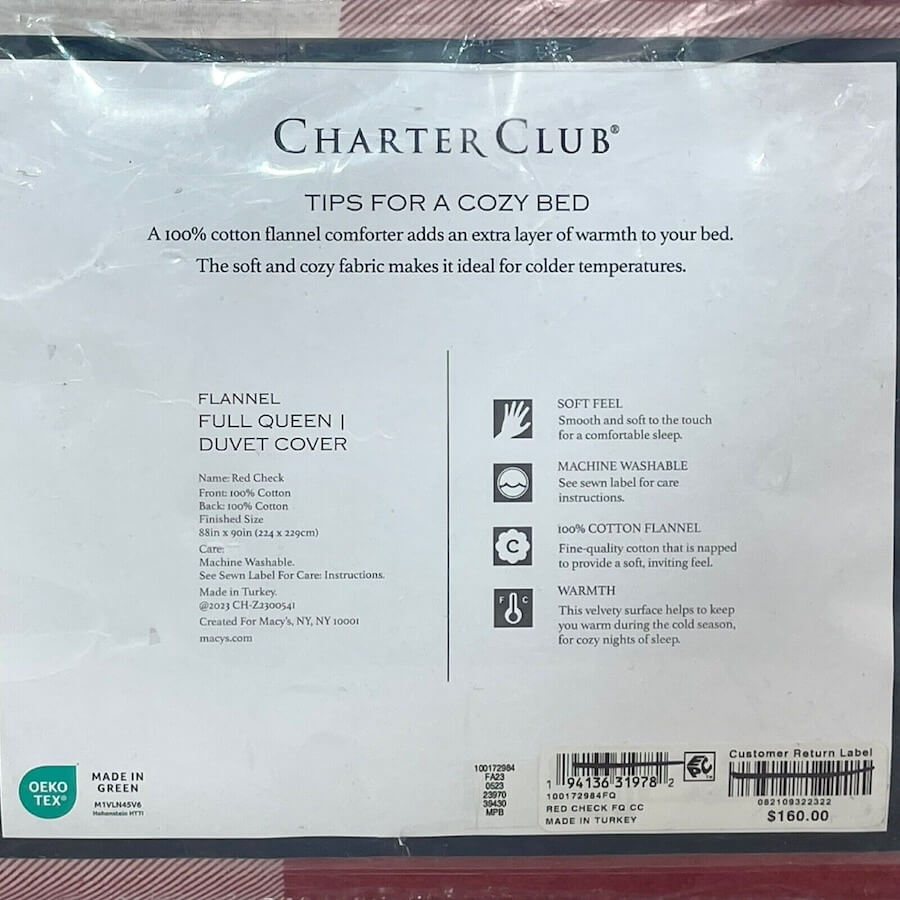 CHARTER CLUB®
TIPS FOR A COZY BED
A 100% cotton flannel comforter adds an extra layer of warmth to your bed.
The soft and cozy fabric makes it ideal for colder temperatures.
FLANNEL
FULL QUEEN |
DUVET COVER
Name: Red Check
Front: 100% Cotton
Back: 100% Cotton
Finished Size
88in x 90in (224 x 229cm)
Care:
Machine Washable.
See Sewn Label For Care: Instructions.
Made in Turkey.
@2023 CH-Z2300541
Created For Macy's, NY, NY 10001
macys.com
SOFT FEEL
Smooth and soft to the touch
for a comfortable sleep.
MACHINE WASHABLE
See sewn label for care
instructions.
C
100% COTTON FLANNEL
Fine-quality cotton that is napped
to provide a soft, inviting feel.
F C
WARMTH
This velvety surface helps to keep
you warm during the cold season,
for cozy nights of sleep.
OEKO
TEX®
MADE IN
GREEN
M1VLN45V6
Hohenstein HTTI
100172984
FA23
0523
23970
39430
MPB
1 94136 31978 2
100172984FQ
RED CHECK FQ CC
MADE IN TURKEY
EPC™
Customer Return Label
082109322322
$160.00